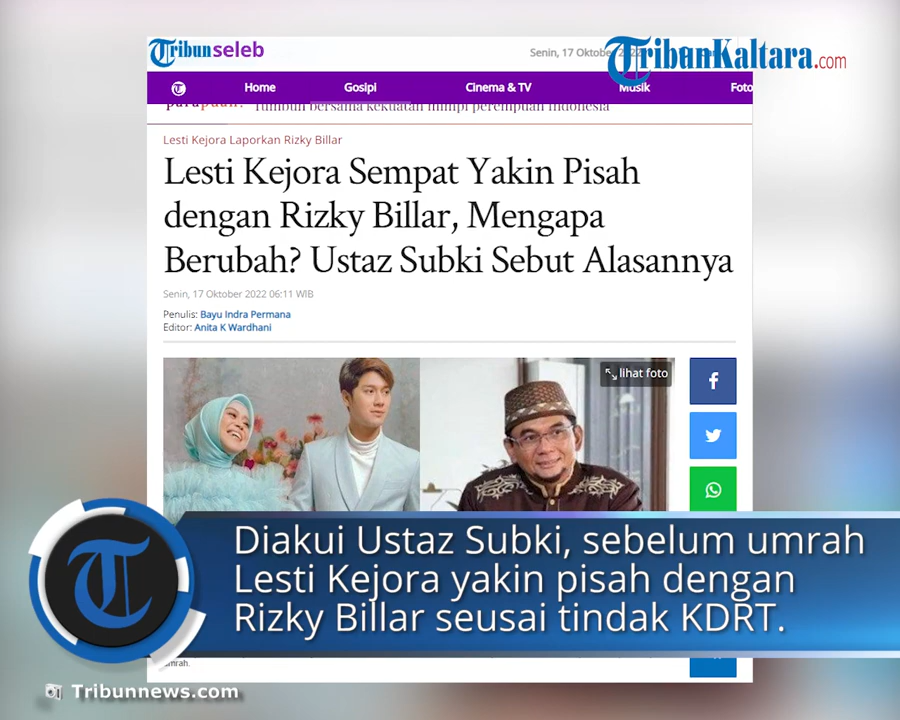 Tribunseleb
Senin, 17 Oktober 2022
TribunKaltara.com
Home Gosipi Cinema & TV Musik Foto
parapuan. Tumbuh bersama kekuatan mimpi perempuan Indonesia
Lesti Kejora Laporkan Rizky Billar
Lesti Kejora Sempat Yakin Pisah
dengan Rizky Billar, Mengapa
Berubah? Ustaz Subki Sebut Alasannya
Senin, 17 Oktober 2022 06:11 WIB
Penulis: Bayu Indra Permana
Editor: Anita K Wardhani
lihat foto
Diakui Ustaz Subki, sebelum umrah
Lesti Kejora yakin pisah dengan
Rizky Billar seusai tindak KDRT.
umrah.
Tribunnews.com